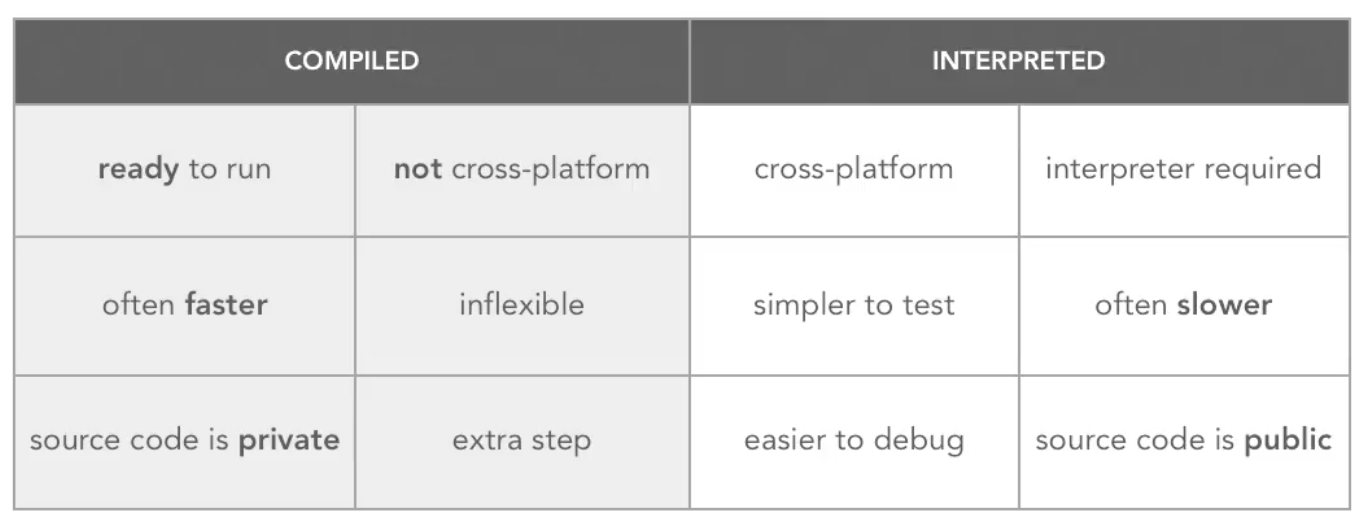 COMPILED INTERPRETED
ready to run not cross-platform cross-platform interpreter required
often faster inflexible simpler to test often slower
source code is private extra step easier to debug source code is public